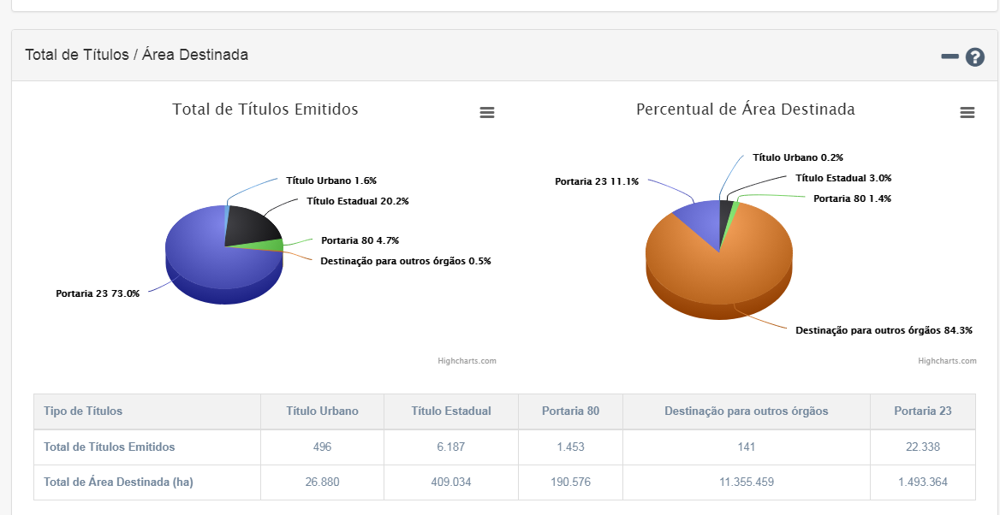 Total de Títulos / Área Destinada
Total de Títulos Emitidos
Título Urbano 1.6%
Título Estadual 20.2%
Portaria 80 4.7%
Destinação para outros órgãos 0.5%
Portaria 23 73.0%
Highcharts.com
Percentual de Área Destinada
Título Urbano 0.2%
Título Estadual 3.0%
Portaria 23 11.1%
Portaria 80 1.4%
Destinação para outros órgãos 84.3%
Highcharts.com
Tipo de Títulos Título Urbano Título Estadual Portaria 80 Destinação para outros órgãos Portaria 23
Total de Títulos Emitidos 496 6.187 1.453 141 22.338
Total de Área Destinada (ha) 26.880 409.034 190.576 11.355.459 1.493.364